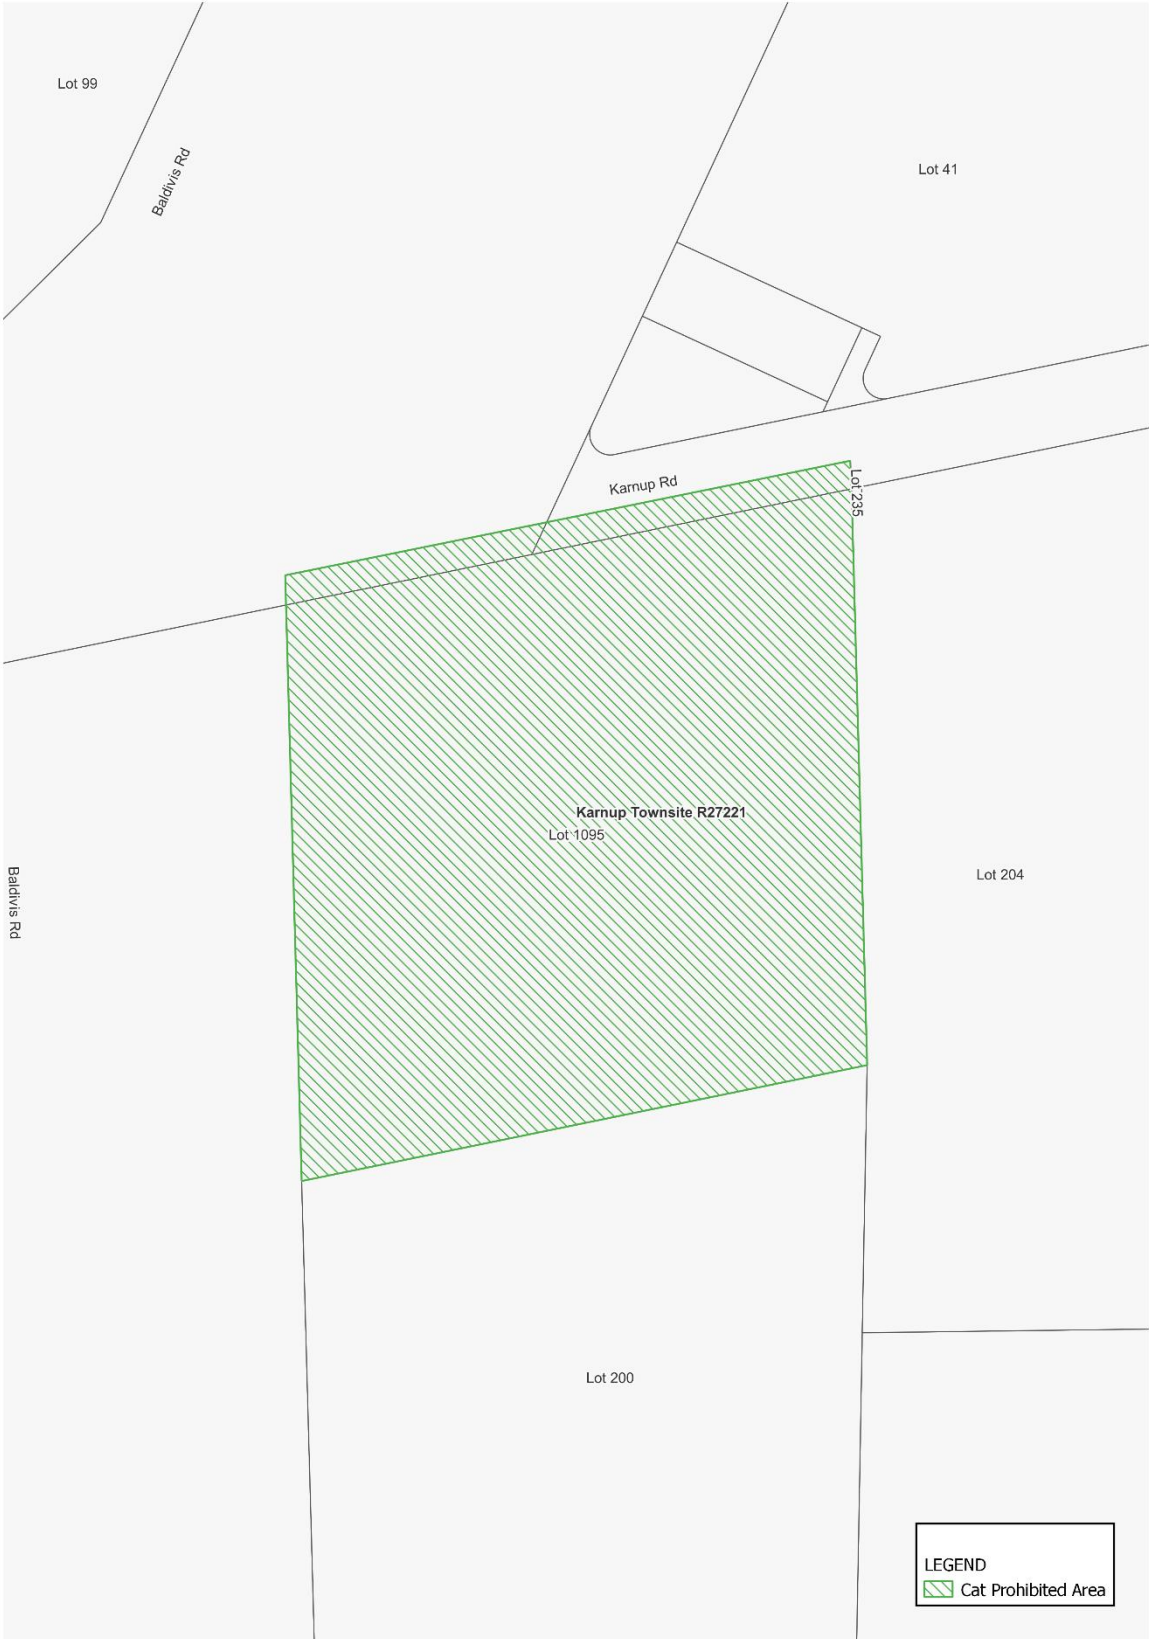 Lot 99
Baldivis Rd
Lot 41
Karnup Rd
Lot 235
Karnup Townsite R27221
Lot 1095
Baldivis Rd
Lot 204
Lot 200
LEGEND
Cat Prohibited Area